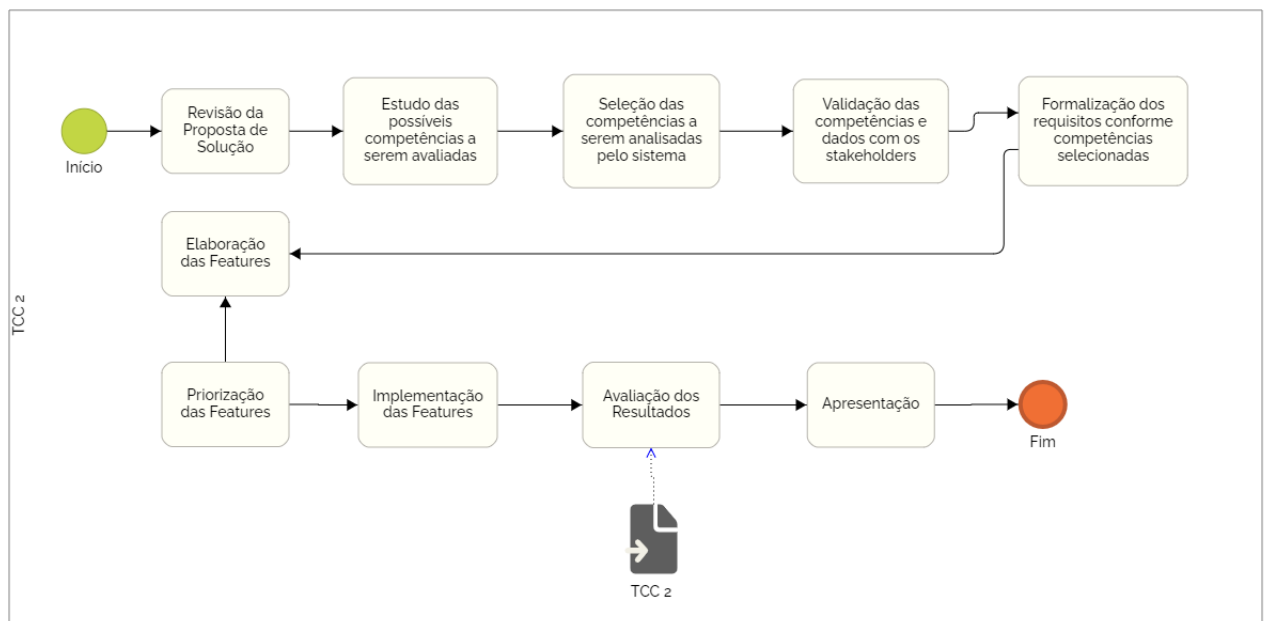 TCC 2
Início
Revisão da
Proposta de
Solução
Estudo das
possíveis
competências a
serem avaliadas
Seleção das
competências a
serem analisadas
pelo sistema
Validação das
competências e
dados com os
stakeholders
Formalização dos
requisitos conforme
competências
selecionadas
Elaboração
das Features
Priorização
das Features
Implementação
das Features
Avaliação dos
Resultados
Apresentação
Fim
TCC 2